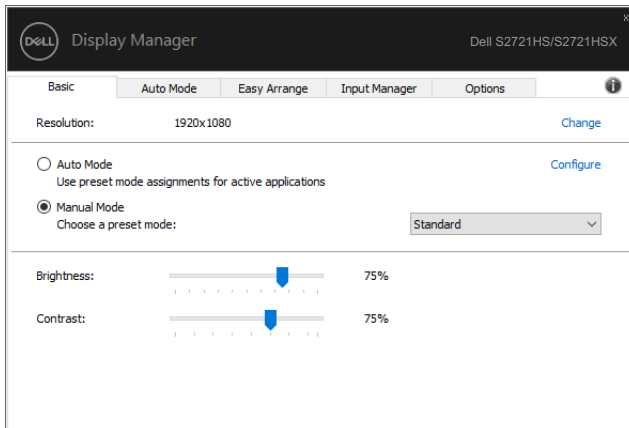 DELL Display Manager Dell S2721HS/S2721HSX
Basic Auto Mode Easy Arrange Input Manager Options
Resolution: 1920x1080 Change
Auto Mode Configure
Use preset mode assignments for active applications
Manual Mode
Choose a preset mode: Standard
Brightness: 75%
Contrast: 75%